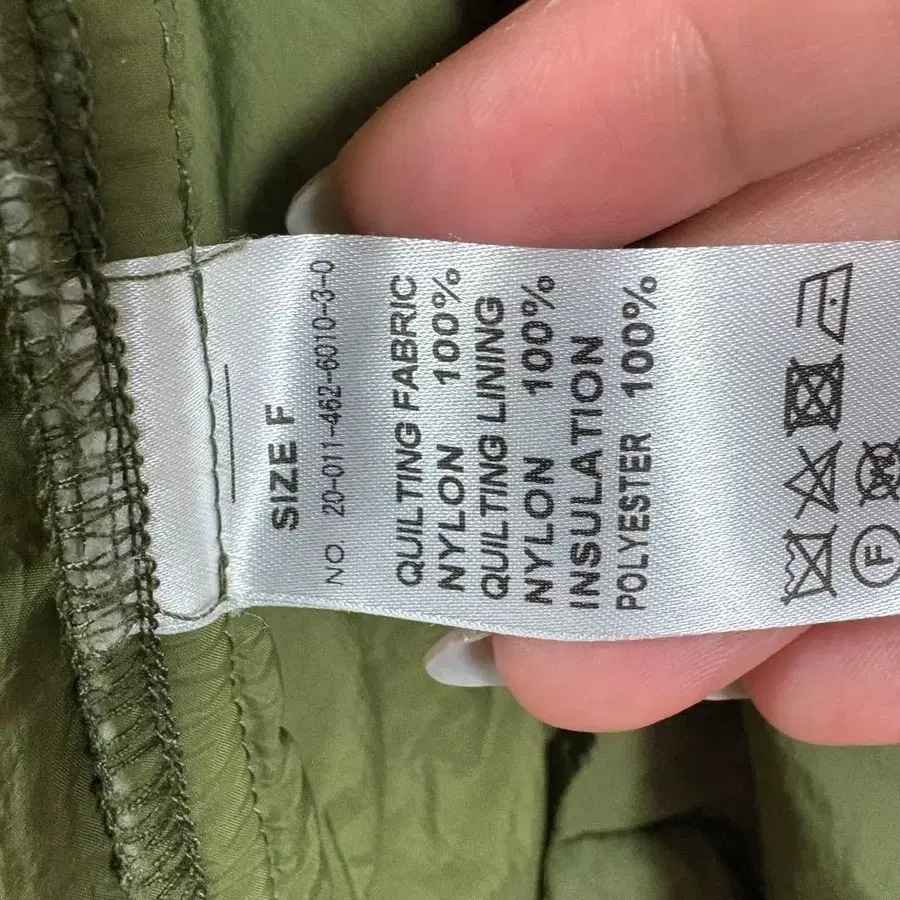 SIZE F
NO. 20-011-462-6010-3-0
QUILTING FABRIC
NYLON 100%
QUILTING LINING
NYLON 100%
INSULATION
POLYESTER 100%
F